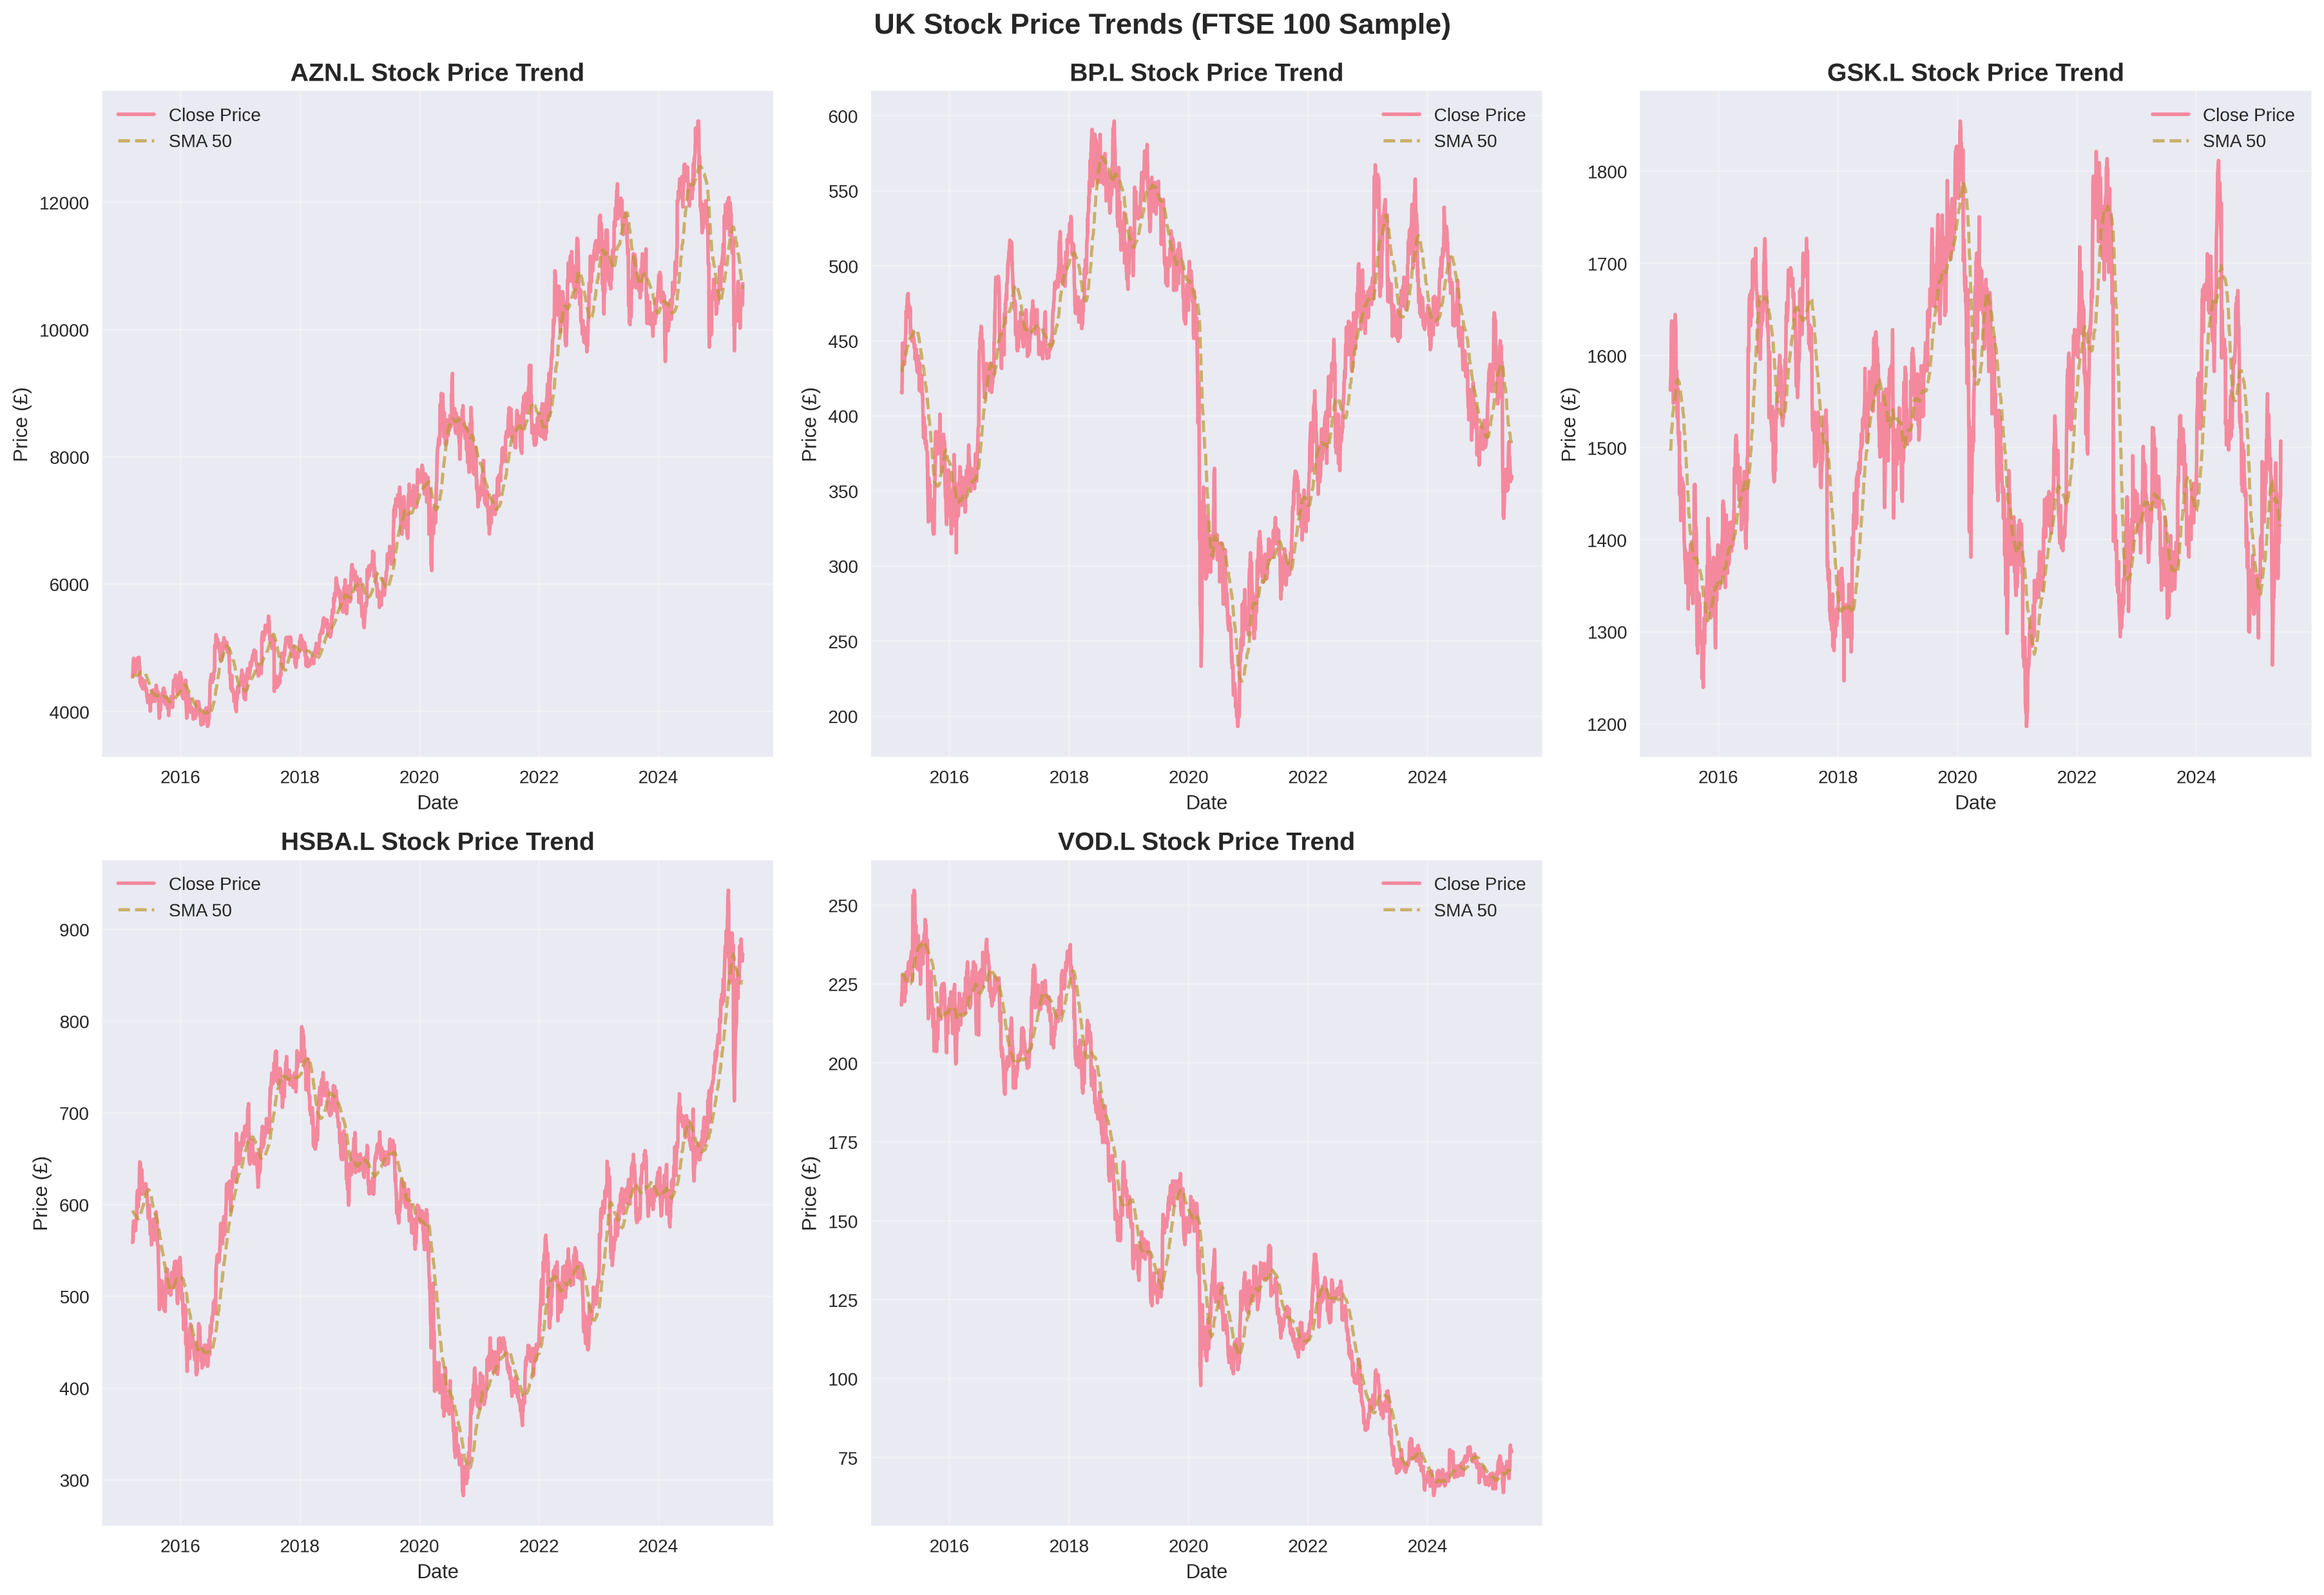 UK Stock Price Trends (FTSE 100 Sample)
AZN.L Stock Price Trend
Close Price
SMA 50
Price (£)
12000
10000
8000
6000
4000
2016 2018 2020 2022 2024
Date
BP.L Stock Price Trend
Close Price
SMA 50
Price (£)
600
550
500
450
400
350
300
250
200
2016 2018 2020 2022 2024
Date
GSK.L Stock Price Trend
Close Price
SMA 50
Price (£)
1800
1700
1600
1500
1400
1300
1200
2016 2018 2020 2022 2024
Date
HSBA.L Stock Price Trend
Close Price
SMA 50
Price (£)
900
800
700
600
500
400
300
2016 2018 2020 2022 2024
Date
VOD.L Stock Price Trend
Close Price
SMA 50
Price (£)
250
225
200
175
150
125
100
75
2016 2018 2020 2022 2024
Date